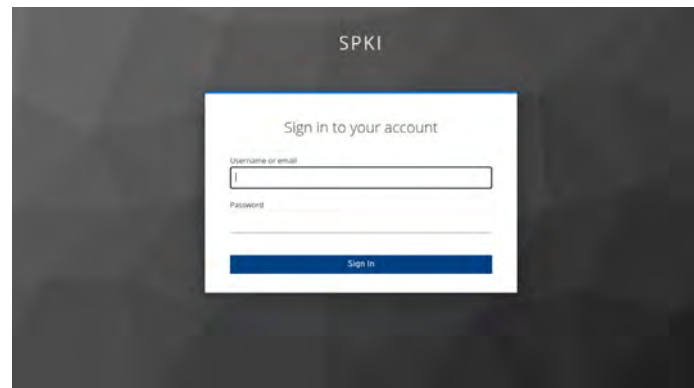 SPKI
Sign in to your account
Username or email
Password
Sign In